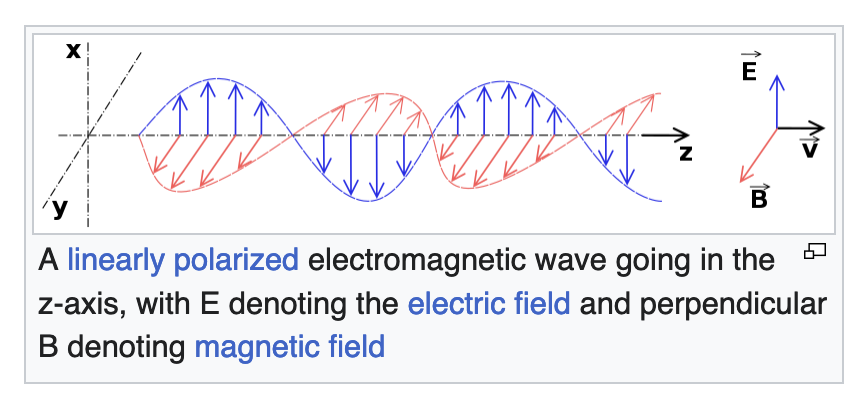 x
y
z
E
v
B
A linearly polarized electromagnetic wave going in the
z-axis, with E denoting the electric field and perpendicular
B denoting magnetic field